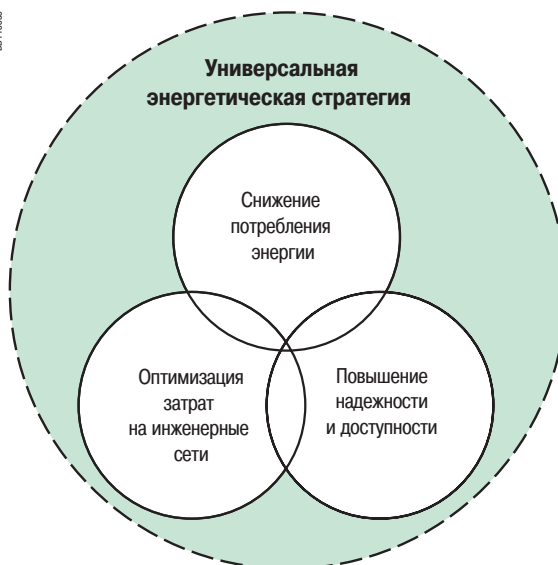 Универсальная
энергетическая стратегия
Снижение
потребления
энергии
Оптимизация
затрат
на инженерные
сети
Повышение
надежности
и доступности